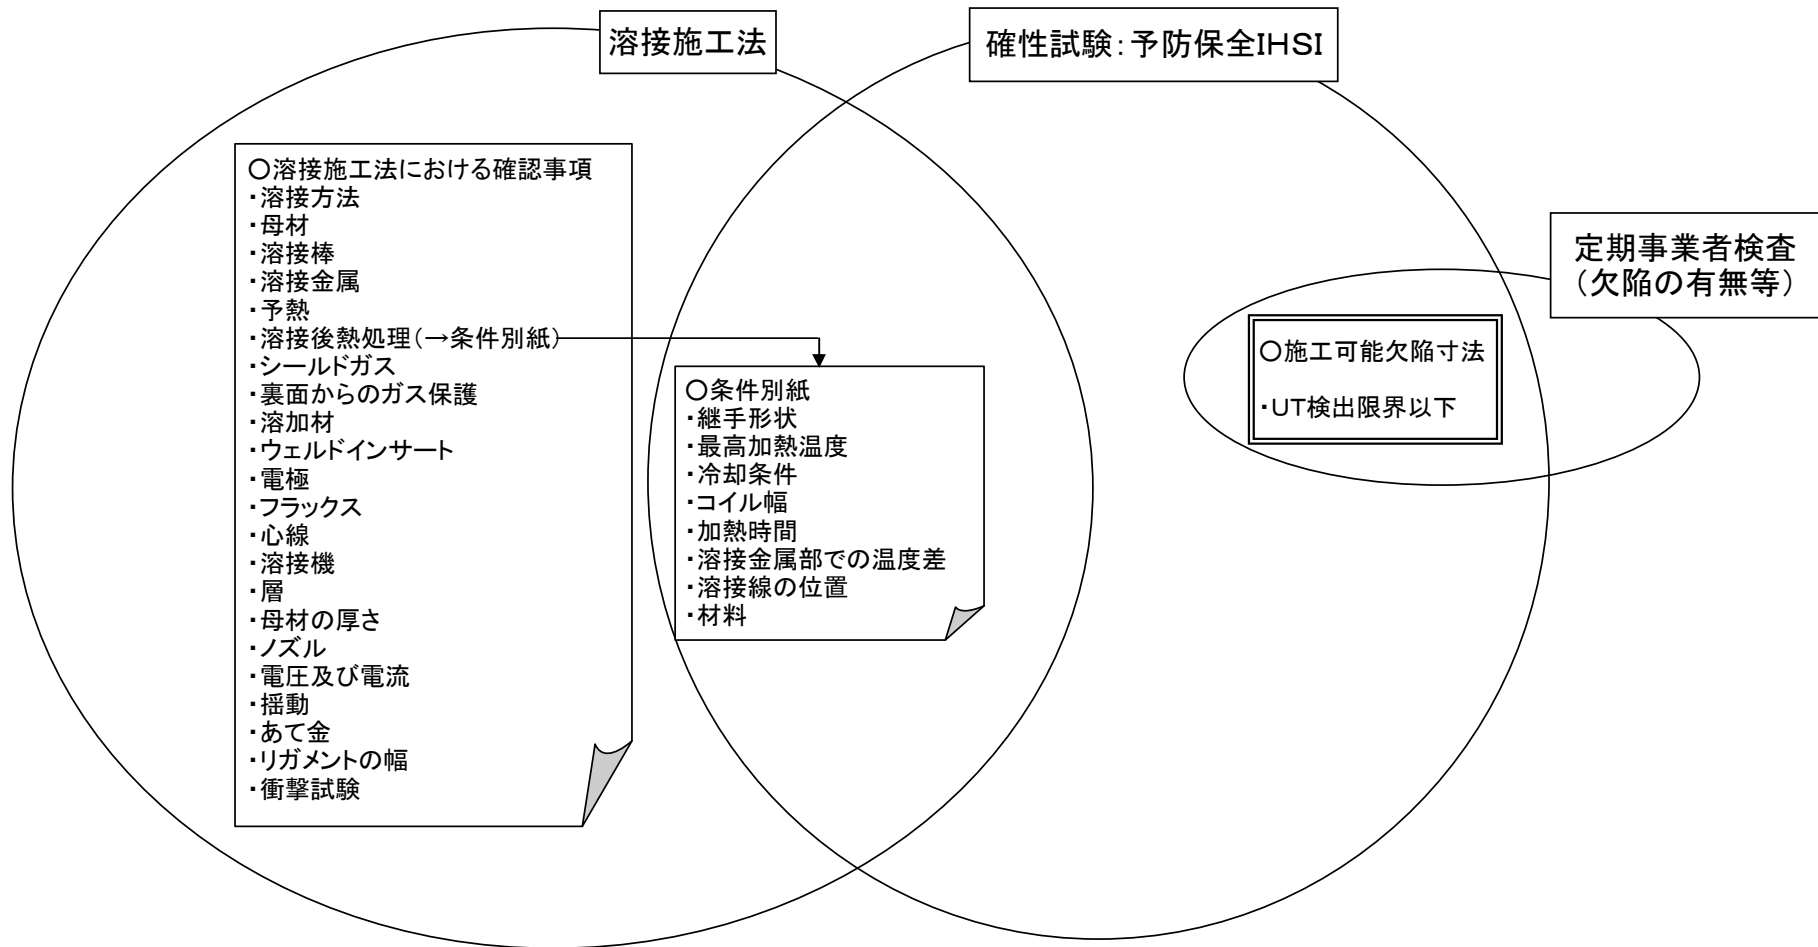 溶接施工法
確性試験:予防保全IHSI
〇溶接施工法における確認事項
・溶接方法
・母材
・溶接棒
・溶接金属
・予熱
・溶接後熱処理(→条件別紙)
・シールドガス
・裏面からのガス保護
・溶加材
・ウェルドインサート
・電極
・フラックス
・心線
・溶接機
・層
・母材の厚さ
・ノズル
・電圧及び電流
・揺動
・あて金
・リガメントの幅
・衝撃試験
〇条件別紙
・継手形状
・最高加熱温度
・冷却条件
・コイル幅
・加熱時間
・溶接金属部での温度差
・溶接線の位置
・材料
定期事業者検査
(欠陥の有無等)
〇施工可能欠陥寸法
・UT検出限界以下